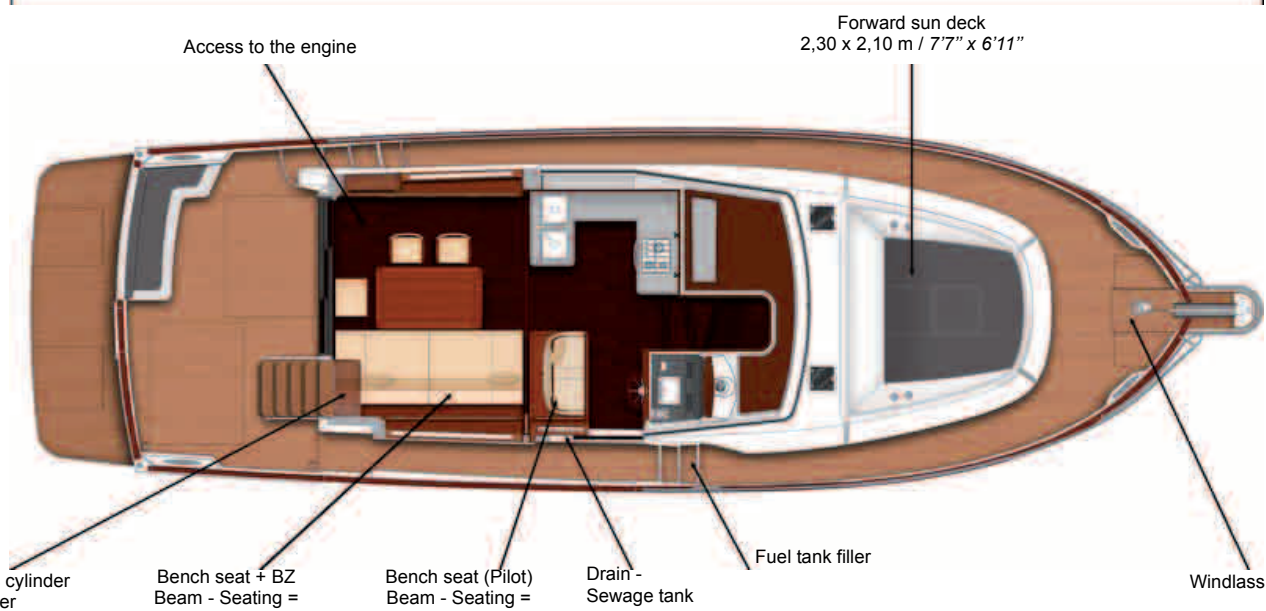 Forward sun deck
2,30 x 2,10 m / 7'7’’ x 6'11’’
Access to the engine
Fuel tank filler
cylinder
Bench seat + BZ
Beam - Seating =
Bench seat (Pilot)
Beam - Seating =
Drain -
Sewage tank
Windlass